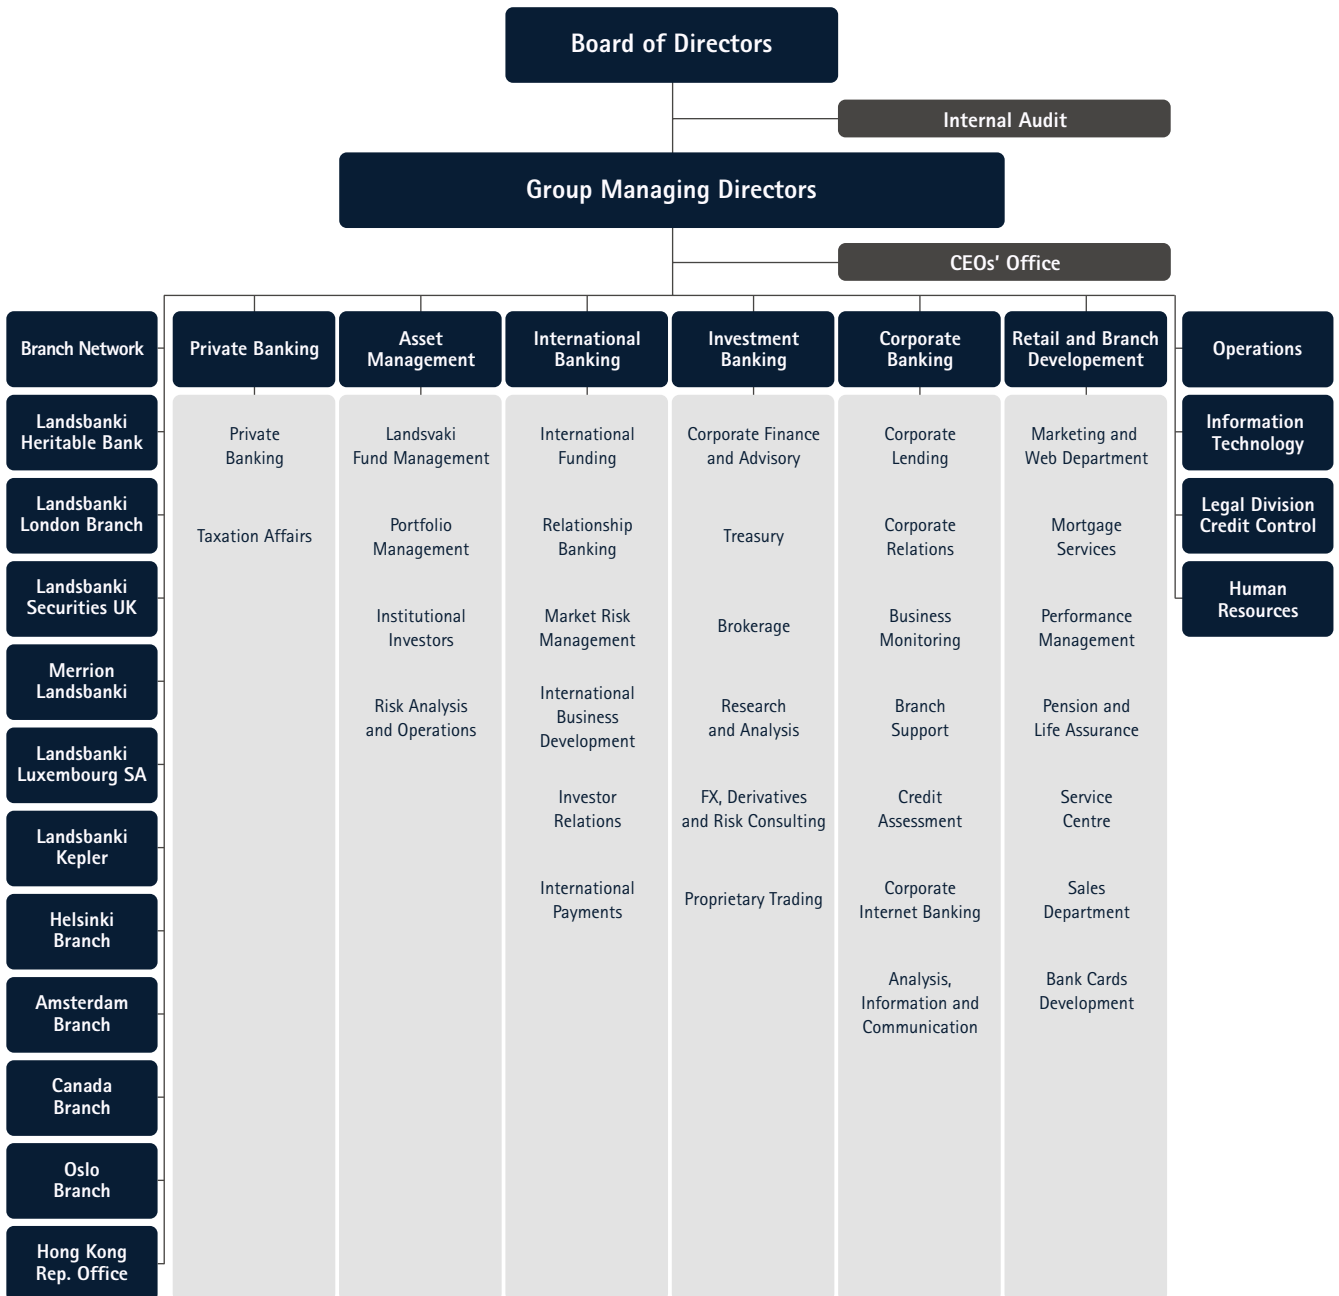 Board of Directors
Internal Audit
Group Managing Directors
CEOs' Office
Branch Network
Landsbanki
Heritable Bank
Landsbanki
London Branch
Landsbanki
Securities UK
Merrion
Landsbanki
Landsbanki
Luxembourg SA
Landsbanki
Kepler
Helsinki
Branch
Amsterdam
Branch
Canada
Branch
Oslo
Branch
Hong Kong
Rep. Office
Private Banking
Private
Banking
Taxation Affairs
Asset
Management
Landsvaki
Fund Management
Portfolio
Management
Institutional
Investors
Risk Analysis
and Operations
International
Banking
International
Funding
Relationship
Banking
Market Risk
Management
International
Business
Development
Investor
Relations
International
Payments
Investment
Banking
Corporate Finance
and Advisory
Treasury
Brokerage
Research
and Analysis
FX, Derivatives
and Risk Consulting
Proprietary Trading
Corporate
Banking
Corporate
Lending
Corporate
Relations
Business
Monitoring
Branch
Support
Credit
Assessment
Corporate
Internet Banking
Analysis,
Information and
Communication
Retail and Branch
Developement
Marketing and
Web Department
Mortgage
Services
Performance
Management
Pension and
Life Assurance
Service
Centre
Sales
Department
Bank Cards
Development
Operations
Information
Technology
Legal Division
Credit Control
Human
Resources